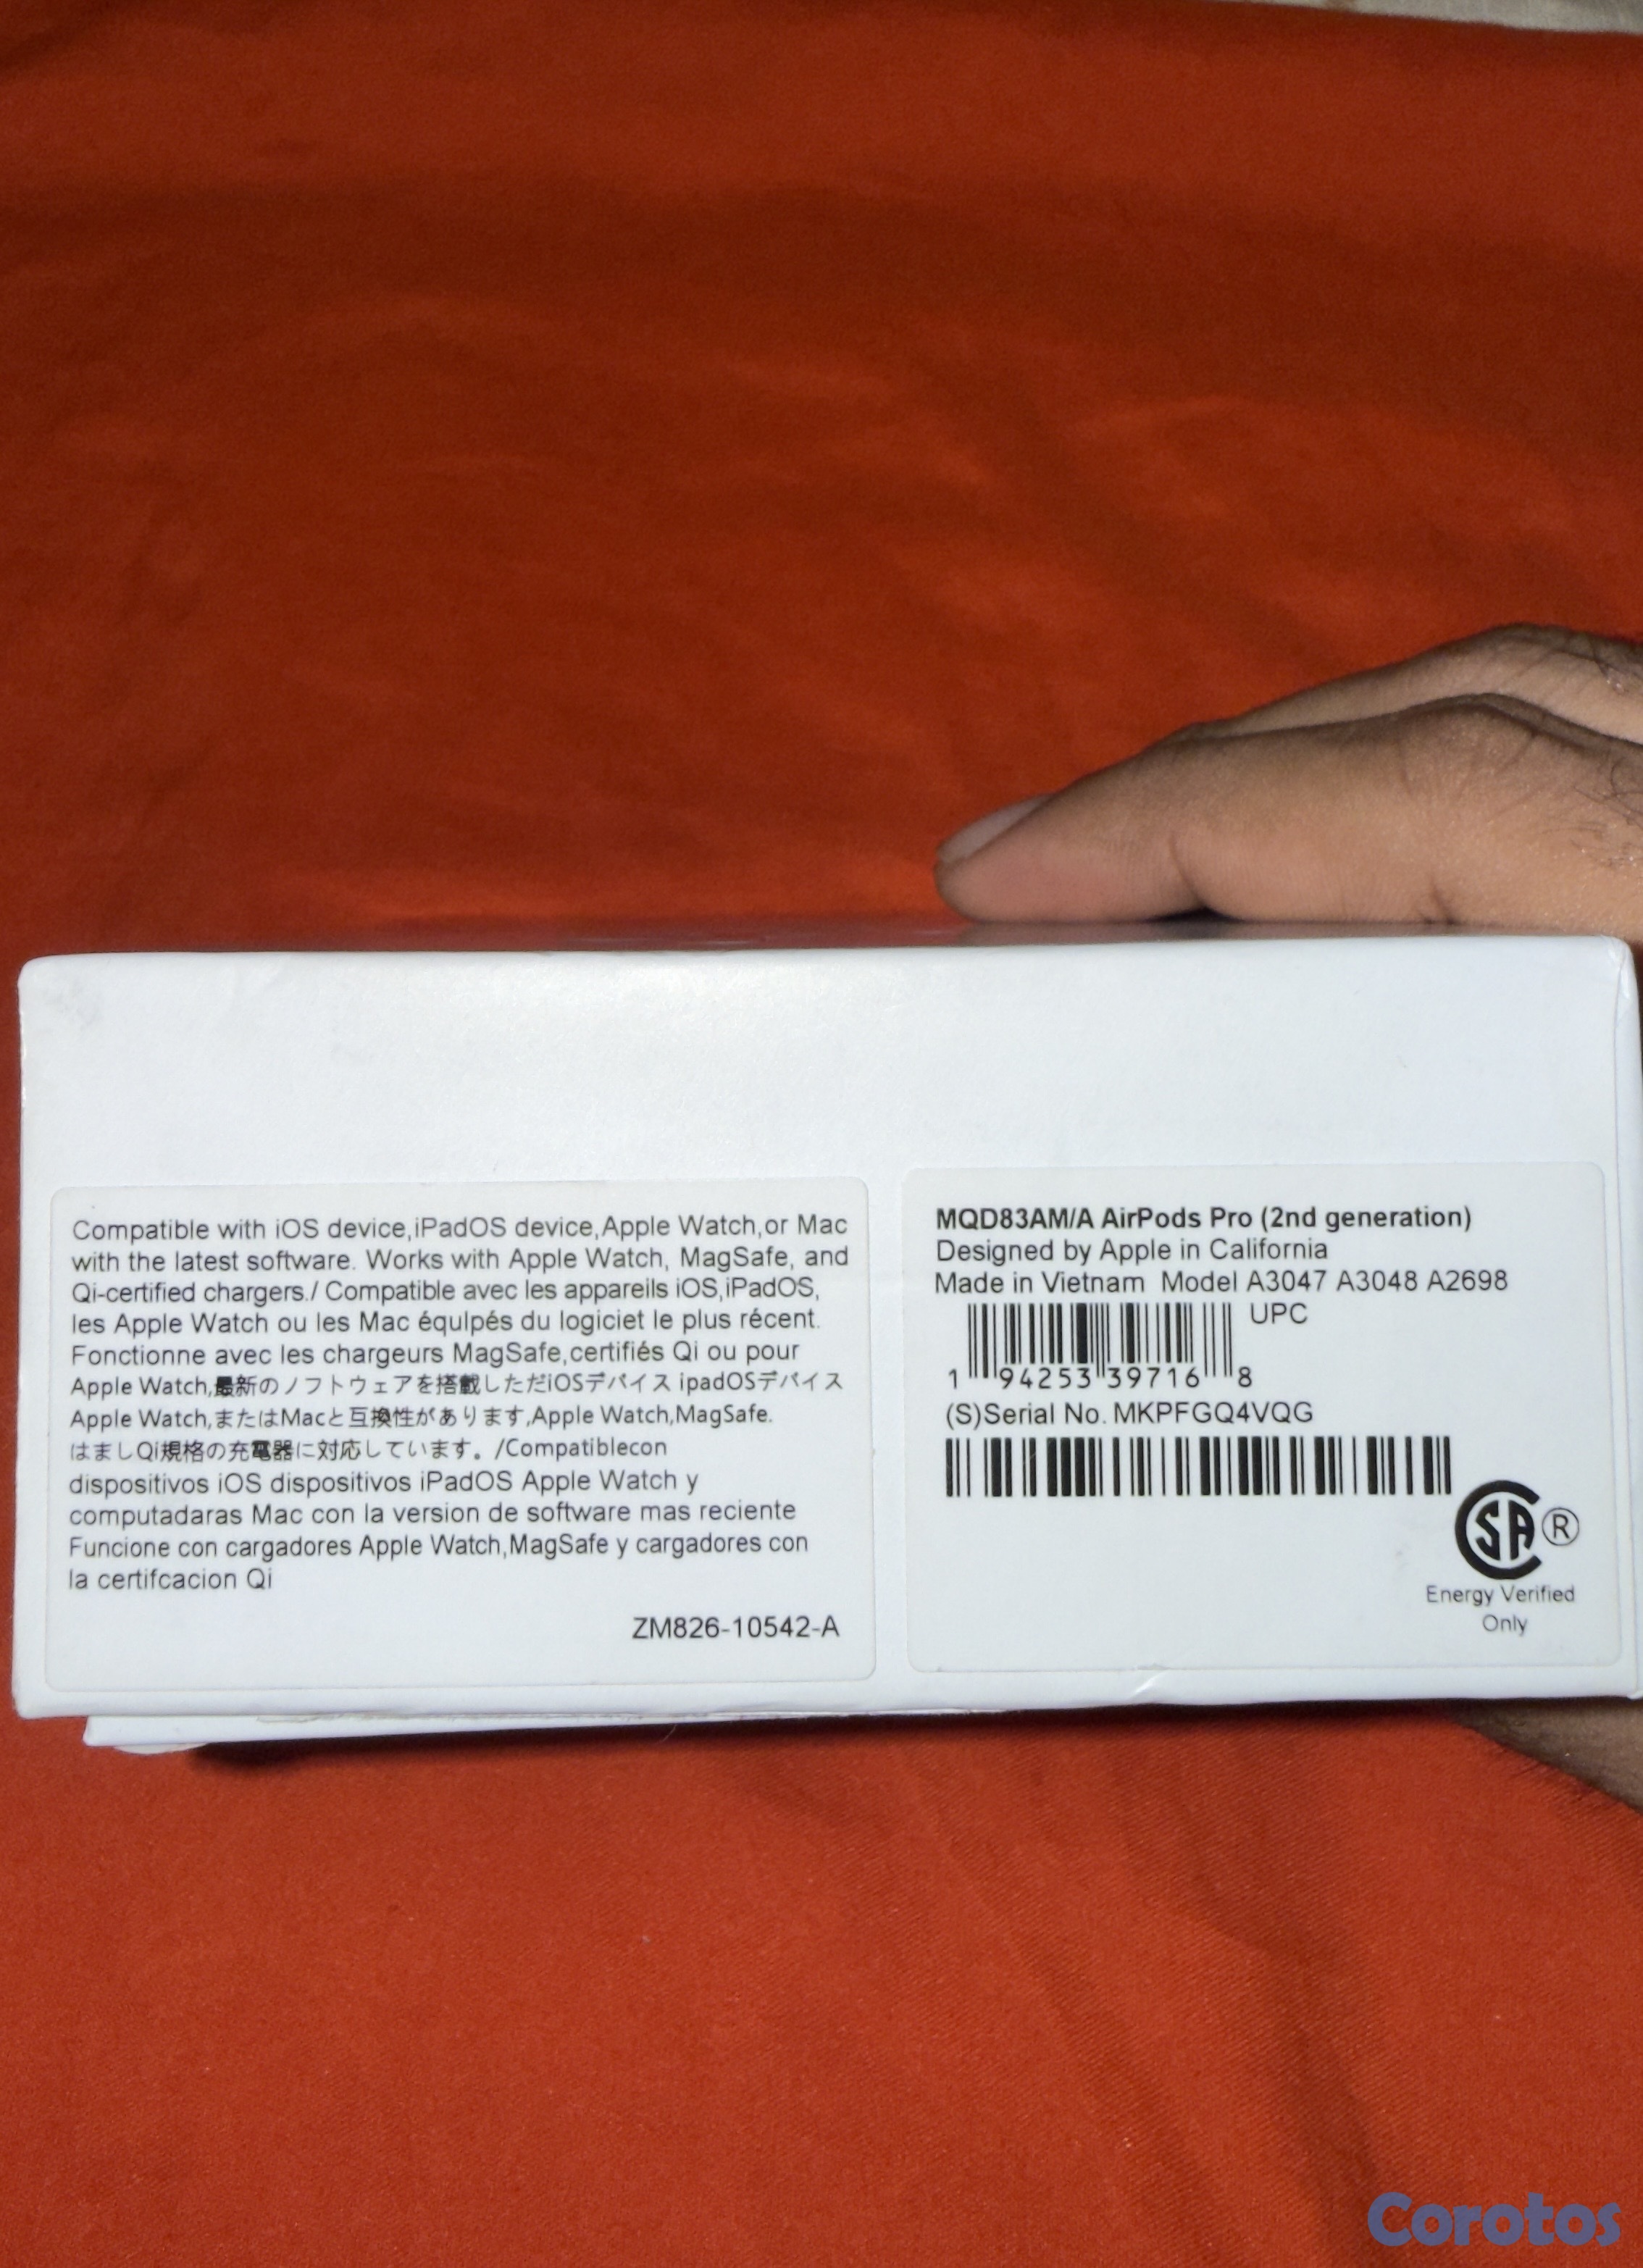 Compatible with iOS device,iPadOS device,Apple Watch,or Mac
with the latest software. Works with Apple Watch, MagSafe, and
Qi-certified chargers./ Compatible avec les appareils iOS,iPadOS,
les Apple Watch ou les Mac équlpés du logiciet le plus récent.
Fonctionne avec les chargeurs MagSafe,certifiés Qi ou pour
Apple Watch,最新のノフトウェアを搭載しただiOSデバイス ipadOSデバイス
Apple Watch,またはMacと互換性があります,Apple Watch,MagSafe.
はましQi規格の充電器に対応しています。/Compatiblecon
dispositivos iOS dispositivos iPadOS Apple Watch y
computadaras Mac con la version de software mas reciente
Funcione con cargadores Apple Watch,MagSafe y cargadores con
la certifcacion Qi
ZM826-10542-A
MQD83AM/A AirPods Pro (2nd generation)
Designed by Apple in California
Made in Vietnam Model A3047 A3048 A2698
UPC
1 94253 39716 8
(S)Serial No. MKPFGQ4VQG
SA ®
Energy Verified
Only
Corotos